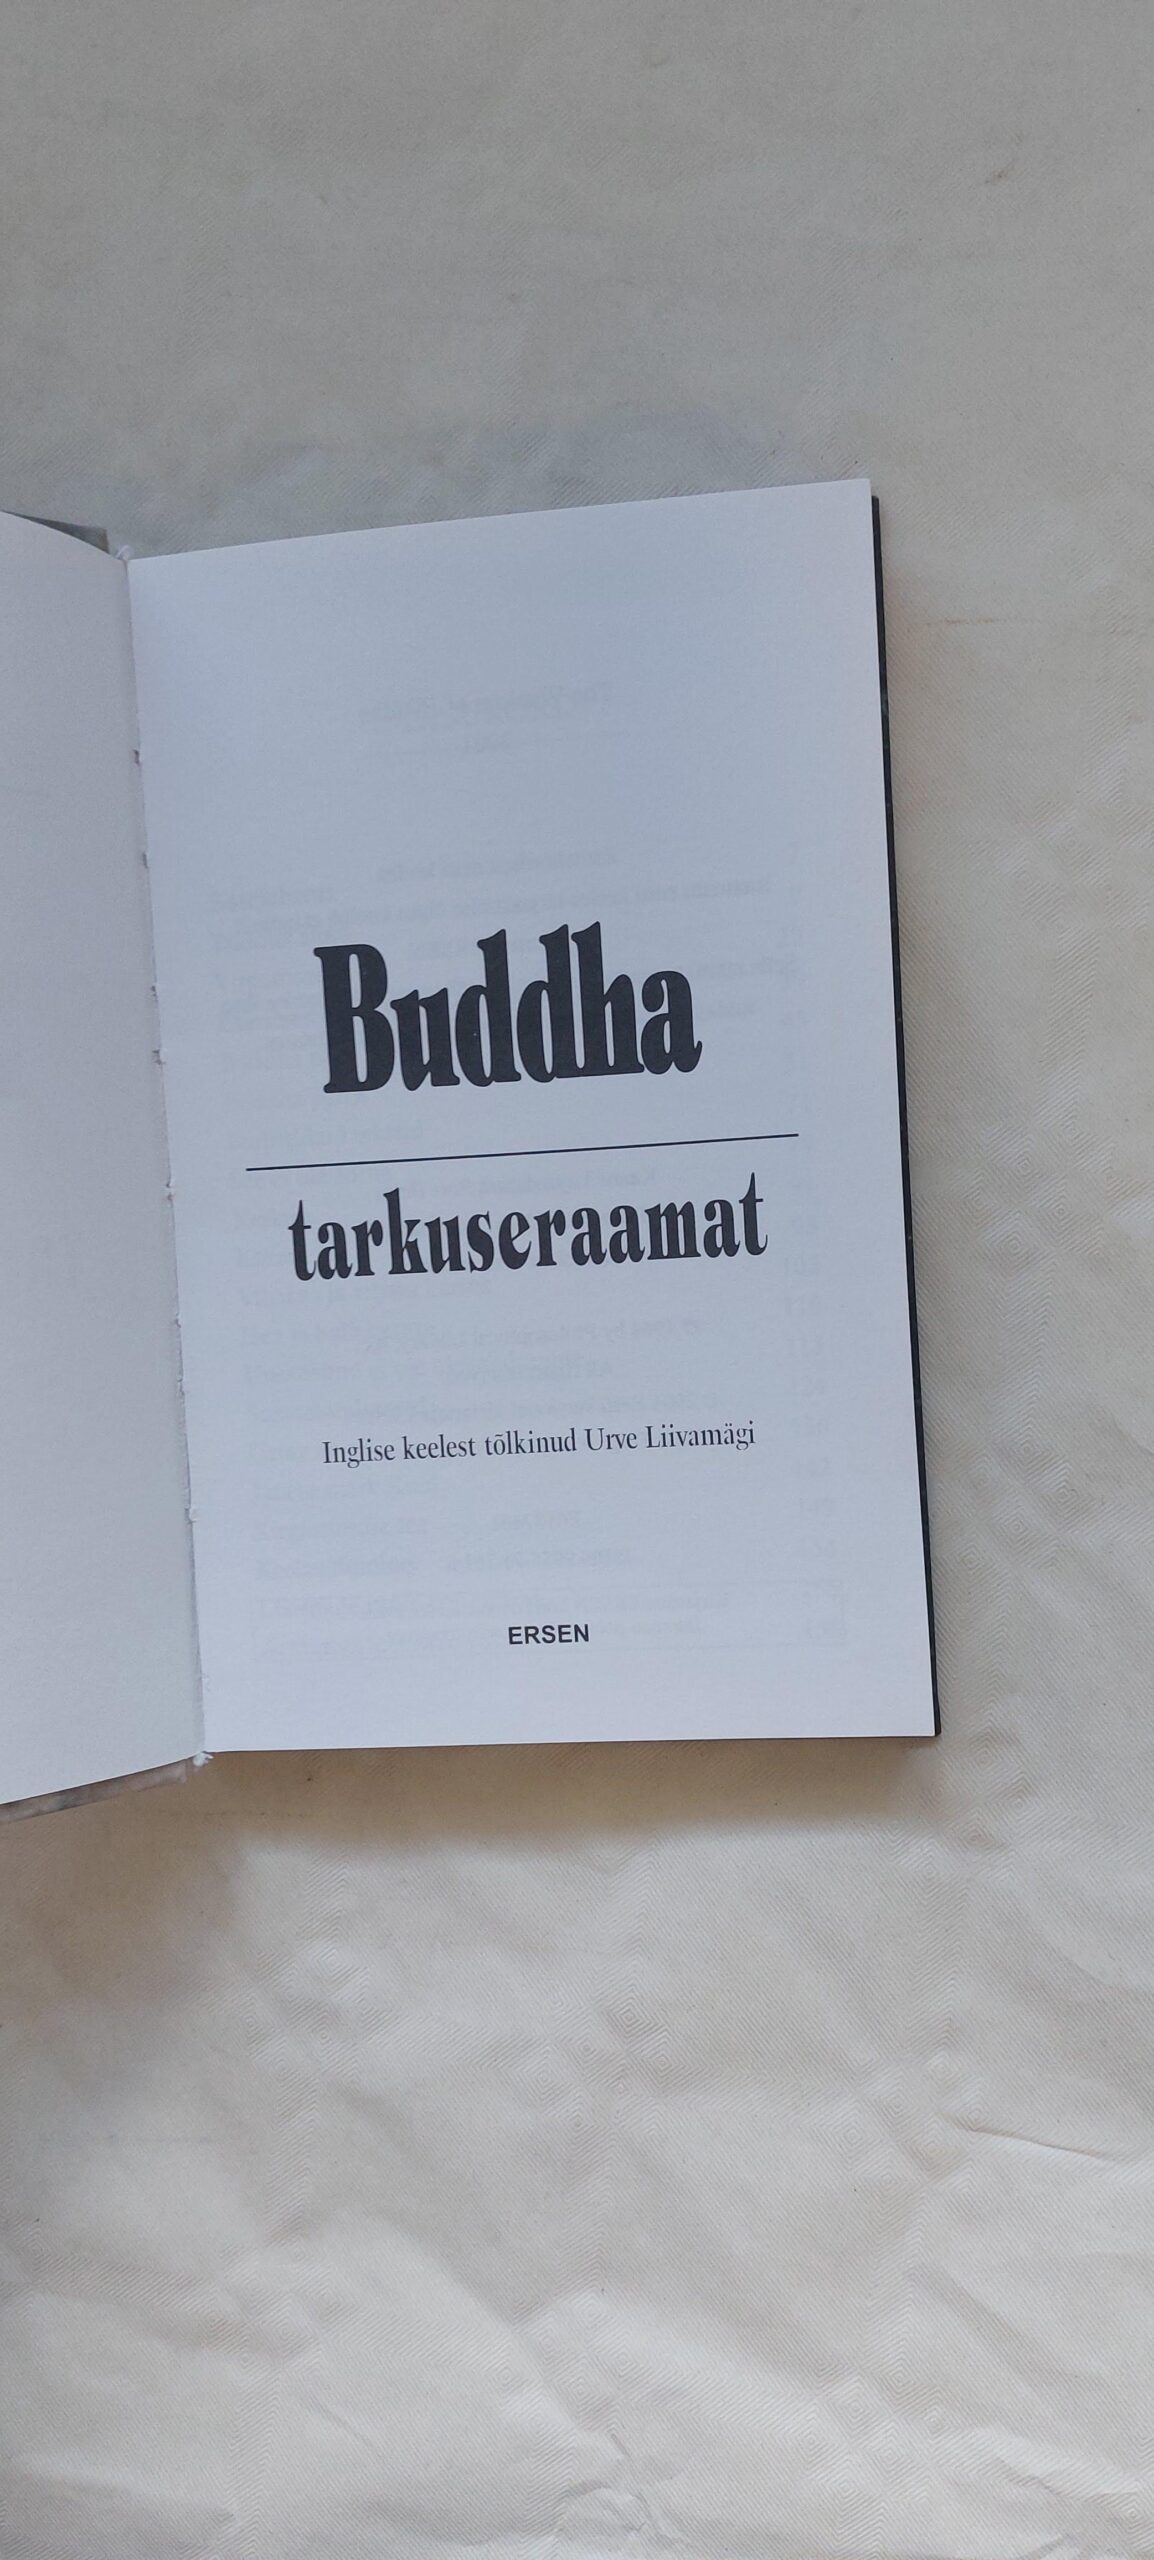 Buddha
tarkuseraamat
Inglise keelest tõlkinud Urve Liivamägi
ERSEN